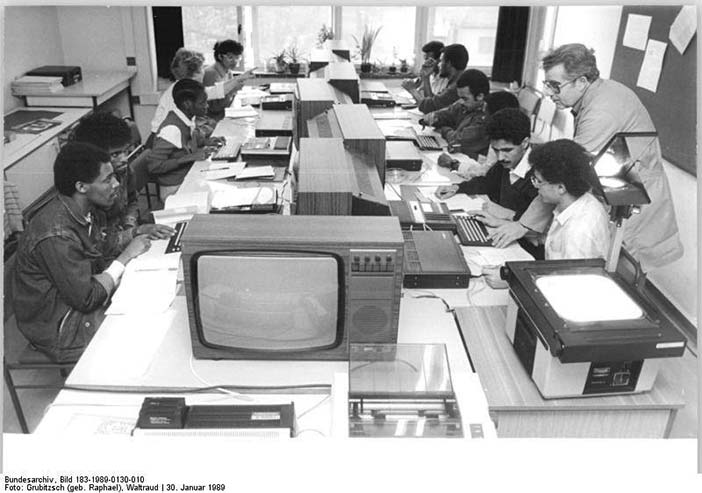 Bundesarchiv, Bild 183-1989-0130-010
Foto: Grubitzsch (geb. Raphael), Waltraud | 30. Januar 1989